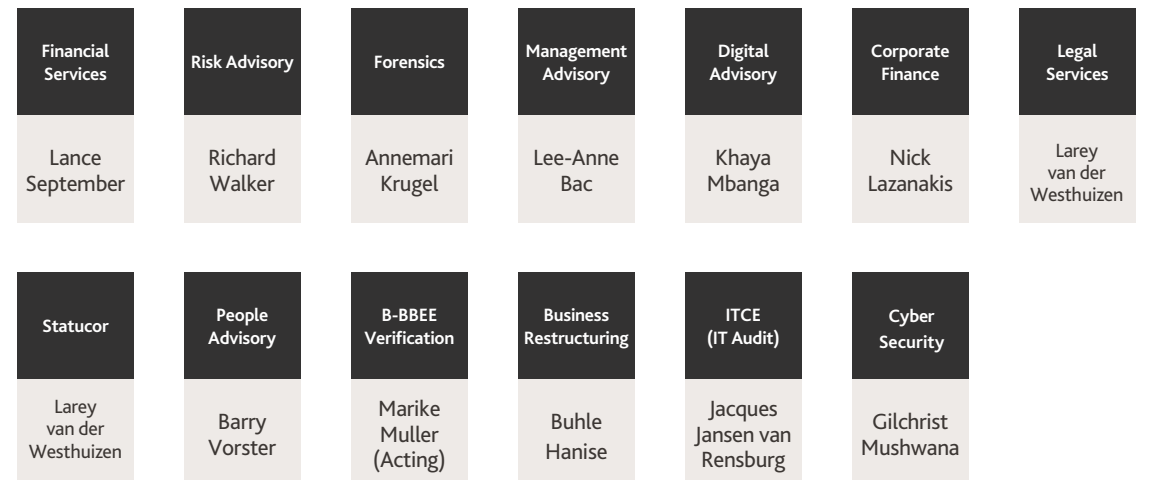 Financial
Services
Lance
September
Risk Advisory
Richard
Walker
Forensics
Annemari
Krugel
Management
Advisory
Lee-Anne
Bac
Digital
Advisory
Khaya
Mbanga
Corporate
Finance
Nick
Lazanakis
Legal
Services
Larey
van der
Westhuizen
Statucor
Larey
van der
Westhuizen
People
Advisory
Barry
Vorster
B-BBEE
Verification
Marike
Muller
(Acting)
Business
Restructuring
Buhle
Hanise
ITCE
(IT Audit)
Jacques
Jansen van
Rensburg
Cyber
Security
Gilchrist
Mushwana